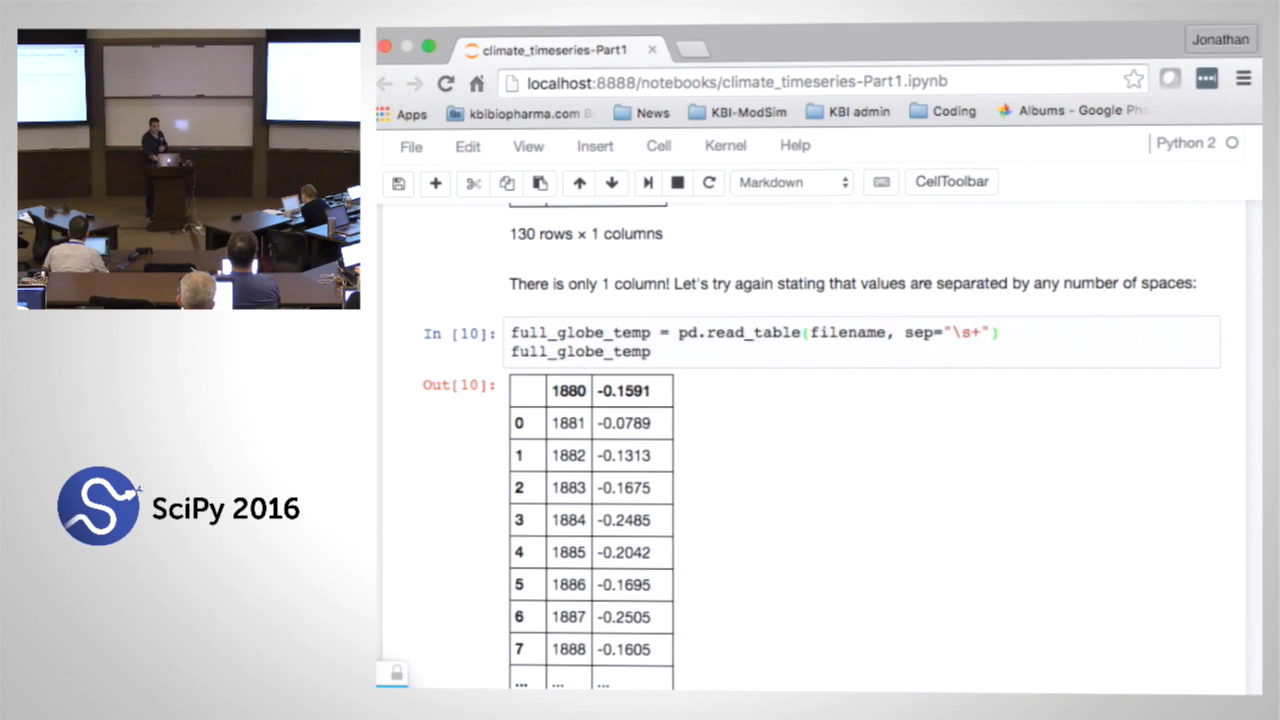 Jonathan
climate_timeseries-Part1
localhost:8888/notebooks/climate_timeseries-Part1.ipynb
Apps kbibiopharma.com News KBI-ModSim KBI admin Coding Albums - Google
File Edit View Insert Cell Kernel Help Python 2
Markdown CellToolbar
130 rows × 1 columns
There is only 1 column! Let's try again stating that values are separated by any number of spaces:
In [10]: full_globe_temp = pd.read_table(filename, sep="\s+")
full_globe_temp
Out[10]:
1880 -0.1591
0 1881 -0.0789
1 1882 -0.1313
2 1883 -0.1675
3 1884 -0.2485
4 1885 -0.2042
5 1886 -0.1695
6 1887 -0.2505
7 1888 -0.1605
... ... ...
SciPy 2016